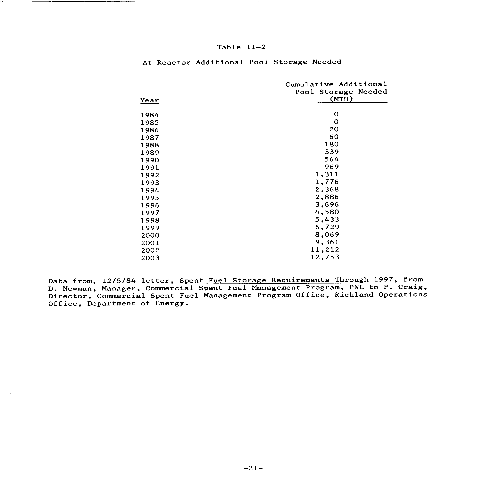 Table II-2
At Reactor Additional Pool Storage Needed
Cumulative Additional
Pool Storage Needed
Year (MTU)
1984 0
1985 0
1986 20
1987 60
1988 180
1989 339
1990 564
1991 969
1992 1,311
1993 1,776
1994 2,368
1995 2,886
1996 3,696
1997 4,580
1998 5,433
1999 6,729
2000 8,069
2001 9,361
2002 11,212
2003 12,753
Data from, 12/5/84 letter, Spent Fuel Storage Requirements Through 1997, from
D. Newman, Manager, Commercial Spent Fuel Management Program, PNL to P. Craig,
Director, Commercial Spent Fuel Management Program Office, Richland Operations
Office, Department of Energy.
-21-